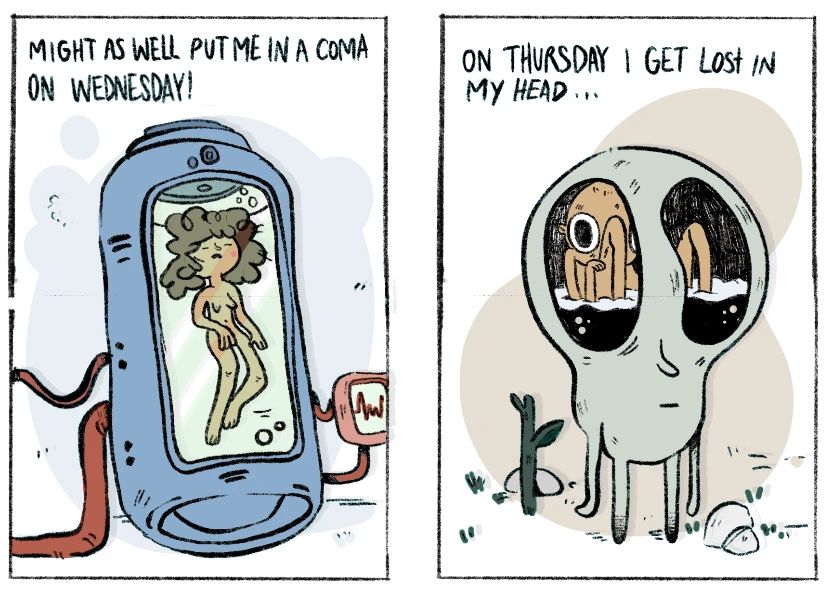 MIGHT AS WELL PUT ME IN A COMA
ON WEDNESDAY!
ON THURSDAY I GET LOST IN
MY HEAD...